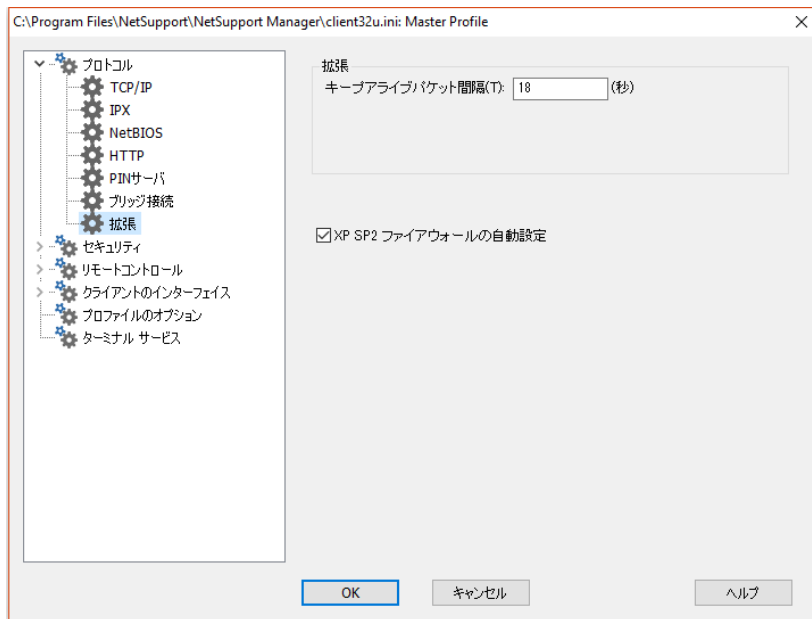 C:\Program Files\NetSupport\NetSupport Manager\client32u.ini: Master Profile
プロトコル
TCP/IP
IPX
NetBIOS
HTTP
PINサーバ
ブリッジ接続
拡張
セキュリティ
リモートコントロール
クライアントのインターフェイス
プロファイルのオプション
ターミナル サービス
拡張
キープアライブパケット間隔(T): 18 (秒)
XP SP2 ファイアウォールの自動設定
OK キャンセル ヘルプ